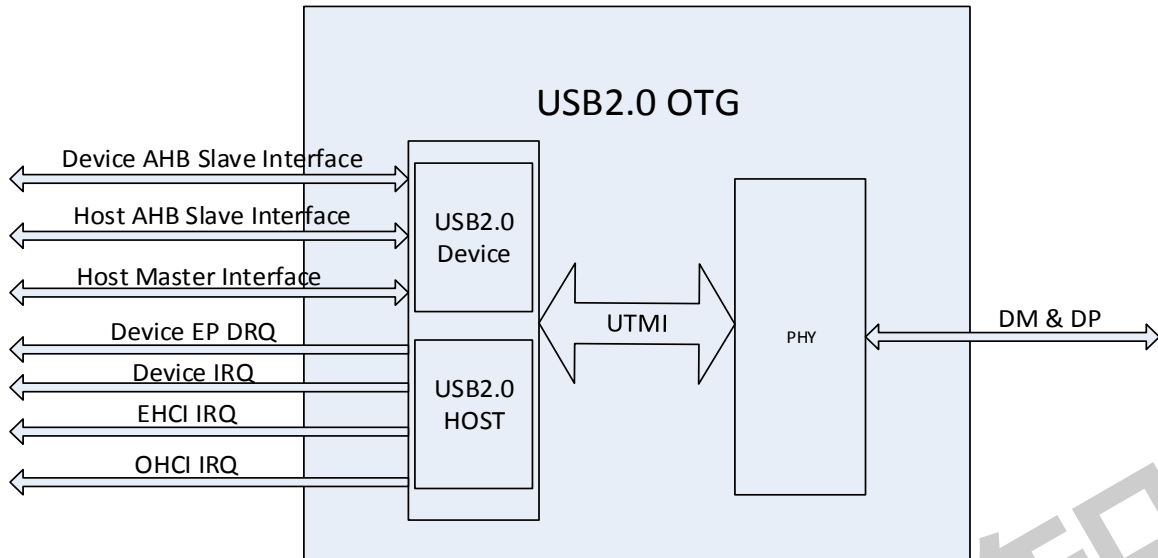 USB2.0 OTG
Device AHB Slave Interface
Host AHB Slave Interface
Host Master Interface
Device EP DRQ
Device IRQ
EHCI IRQ
OHCI IRQ
USB2.0
Device
USB2.0
HOST
UTMI
PHY
DM & DP